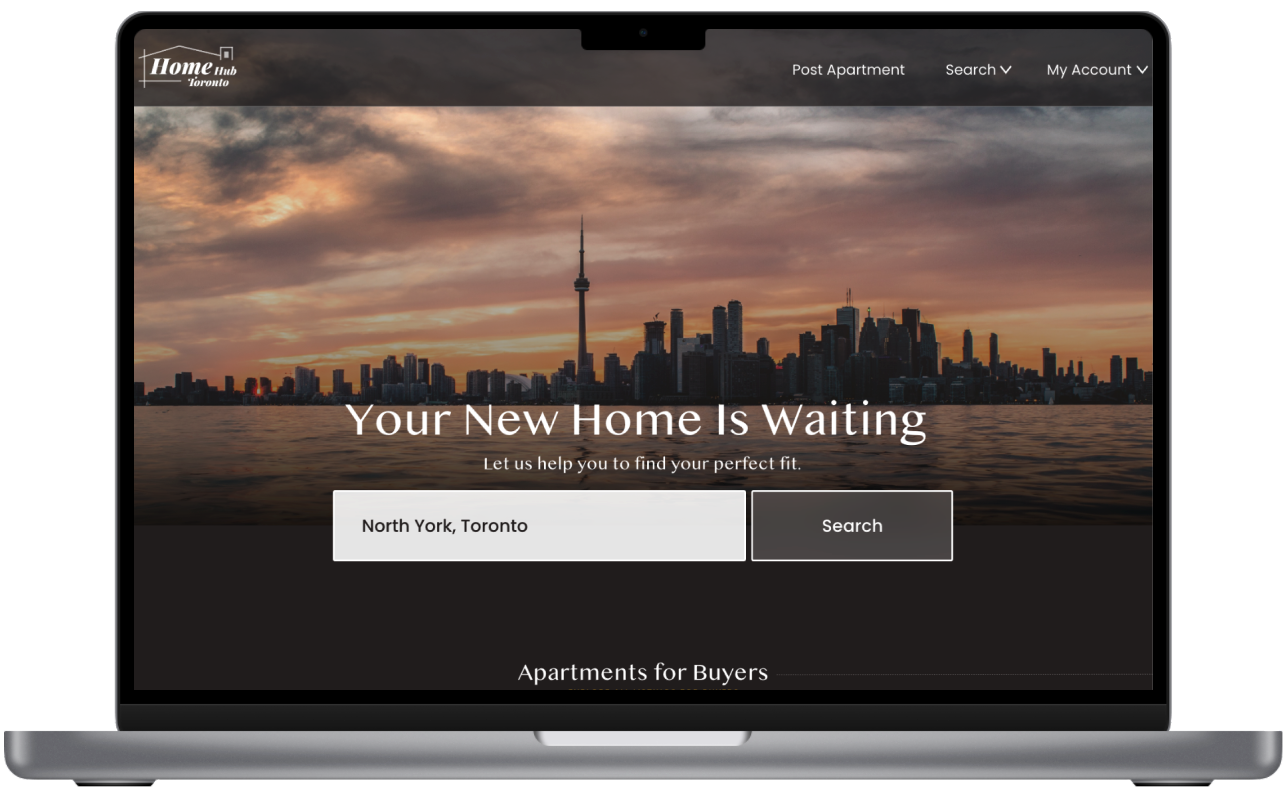 Home Hub
Toronto
Post Apartment
Search
My Account
Your New Home Is Waiting
Let us help you to find your perfect fit.
North York, Toronto
Search
Apartments for Buyers